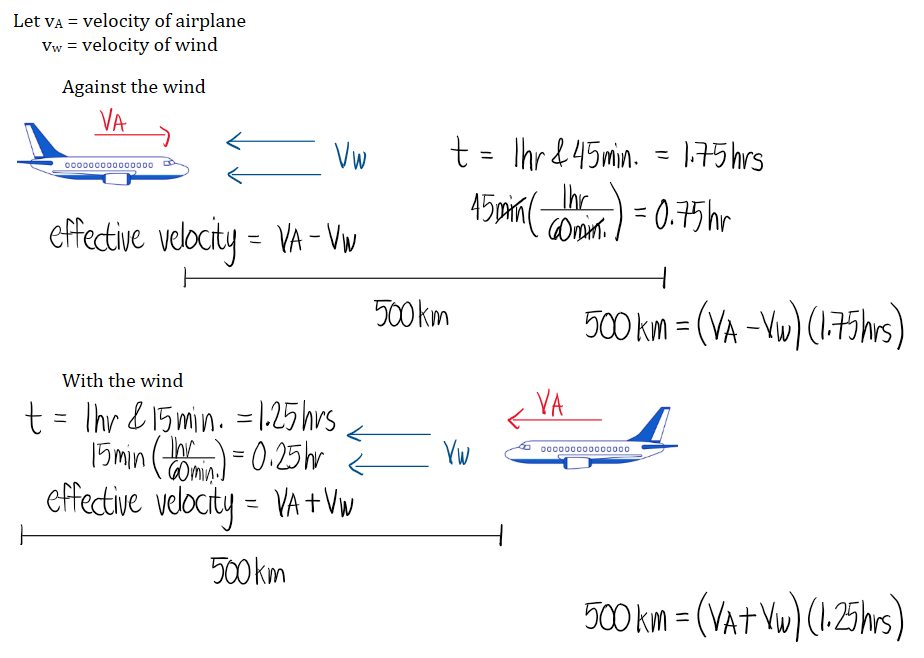 Let vA = velocity of airplane
vw = velocity of wind
Against the wind
VA
Vw
t = 1hr & 45min. = 1.75hrs
45min(1hr/60min.) = 0.75hr
effective velocity = VA - Vw
500km
500 km = (VA - Vw)(1.75hrs)
With the wind
t = 1hr & 15min. = 1.25hrs
VA
15min(1hr/60min.) = 0.25hr
Vw
effective velocity = VA + Vw
500km
500 km = (VA + Vw)(1.25hrs)